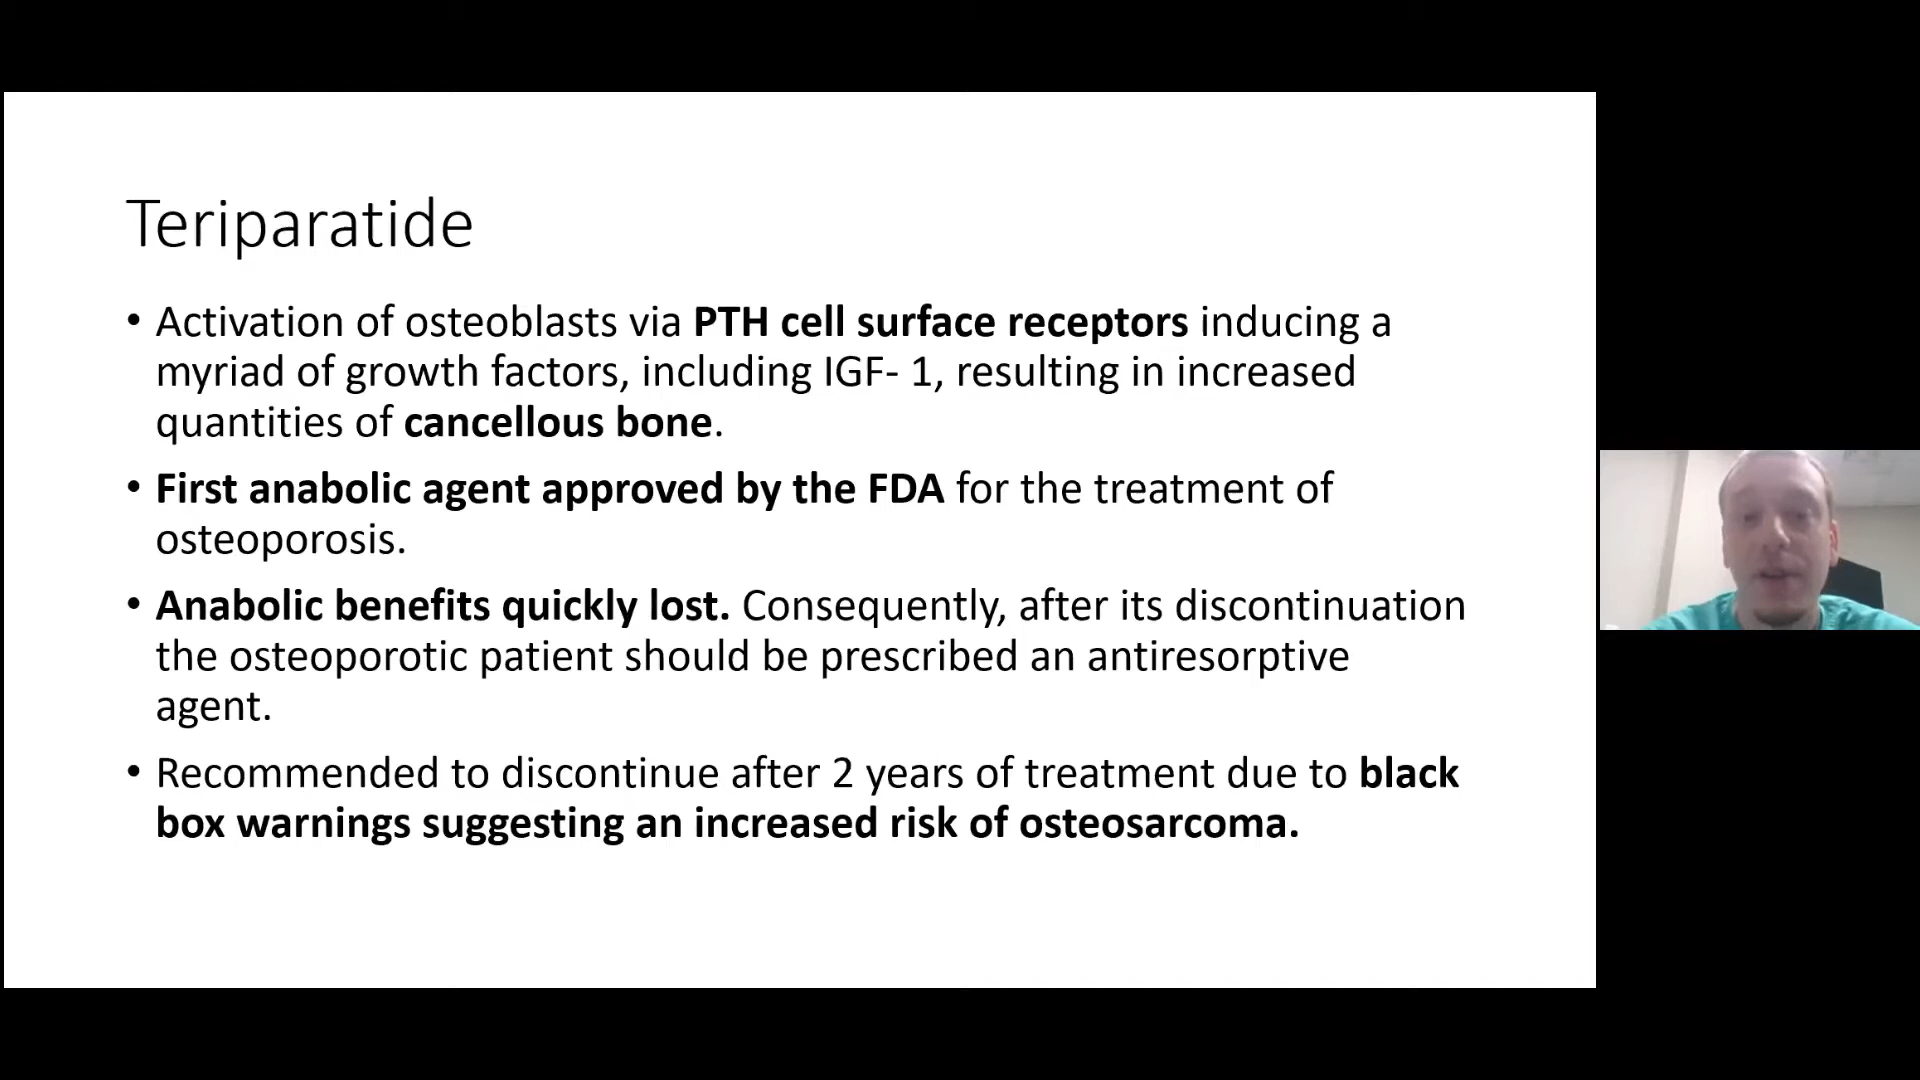 Teriparatide
• Activation of osteoblasts via PTH cell surface receptors inducing a
myriad of growth factors, including IGF- 1, resulting in increased
quantities of cancellous bone.
• First anabolic agent approved by the FDA for the treatment of
osteoporosis.
• Anabolic benefits quickly lost. Consequently, after its discontinuation
the osteoporotic patient should be prescribed an antiresorptive
agent.
• Recommended to discontinue after 2 years of treatment due to black
box warnings suggesting an increased risk of osteosarcoma.